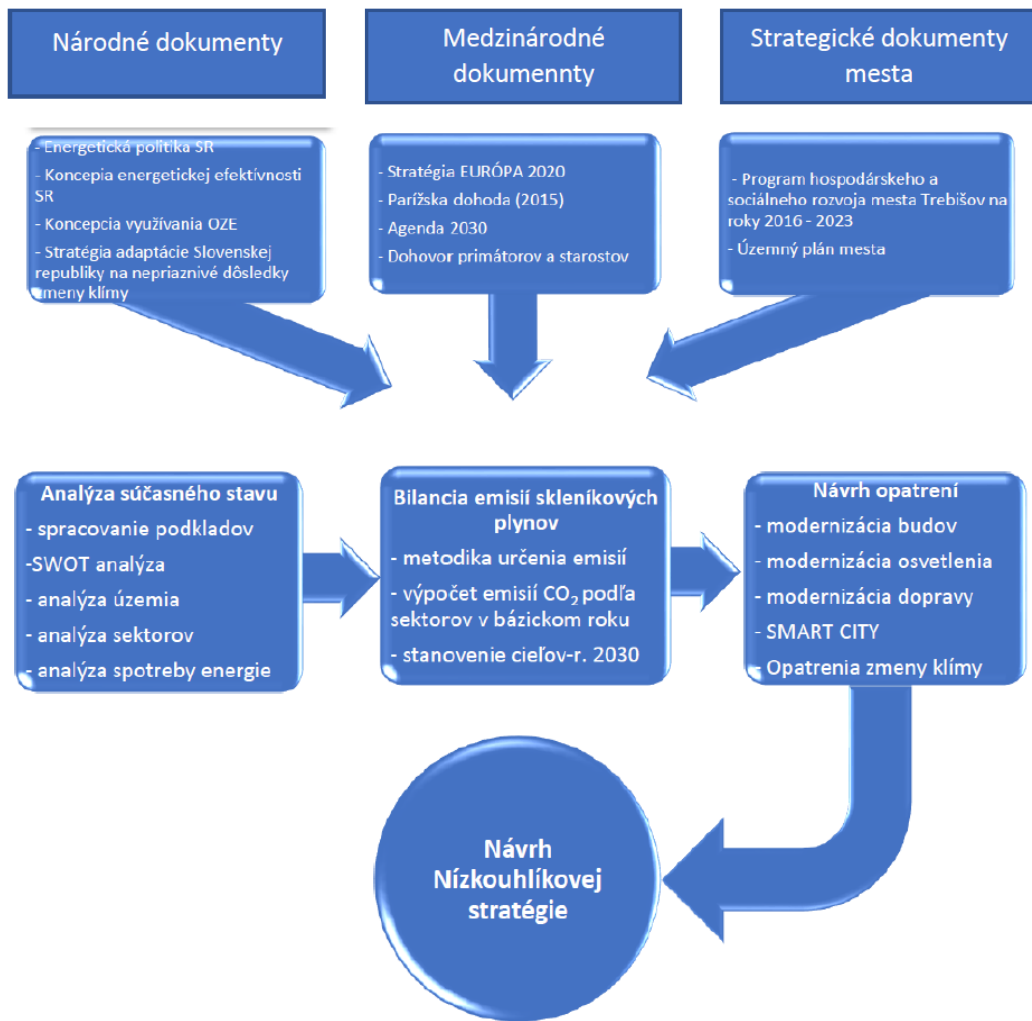 Národné dokumenty
Medzinárodné
dokumennty
Strategické dokumenty
mesta
- Energetická politika SR
- Koncepia energetickej efektívnosti
SR
- Koncepcia využívania OZE
- Stratégia adaptácie Slovenskej
republiky na nepriaznivé dôsledky
zmeny klímy
- Stratégia EURÓPA 2020
- Parížska dohoda (2015)
- Agenda 2030
- Dohovor primátorov a starostov
- Program hospodárskeho a
sociálneho rozvoja mesta Trebišov na
roky 2016 - 2023
- Územný plán mesta
Analýza súčasného stavu
- spracovanie podkladov
-SWOT analýza
- analýza územia
- analýza sektorov
- analýza spotreby energie
Bilancia emisií skleníkových
plynov
- metodika určenia emisií
- výpočet emisií CO₂ podľa
sektorov v bázickom roku
- stanovenie cieľov-r. 2030
Návrh opatrení
- modernizácia budov
- modernizácia osvetlenia
- modernizácia dopravy
- SMART CITY
- Opatrenia zmeny klímy
Návrh
Nízkouhlíkovej
stratégie